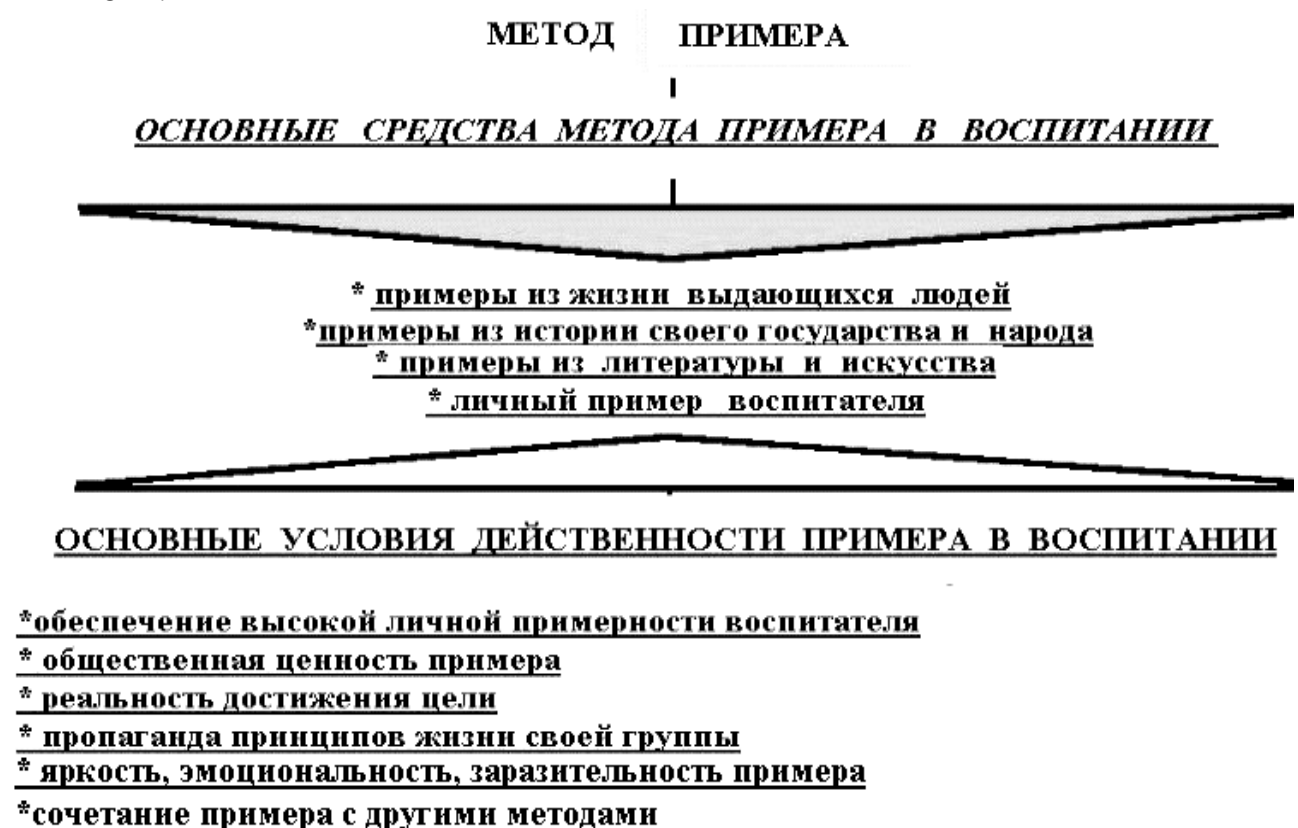 МЕТОД ПРИМЕРА
ОСНОВНЫЕ СРЕДСТВА МЕТОДА ПРИМЕРА В ВОСПИТАНИИ
* примеры из жизни выдающихся людей
*примеры из истории своего государства и народа
* примеры из литературы и искусства
* личный пример воспитателя
ОСНОВНЫЕ УСЛОВИЯ ДЕЙСТВЕННОСТИ ПРИМЕРА В ВОСПИТАНИИ
*обеспечение высокой личной примерности воспитателя
* общественная ценность примера
* реальность достижения цели
* пропаганда принципов жизни своей группы
* яркость, эмоциональность, заразительность примера
*сочетание примера с другими методами